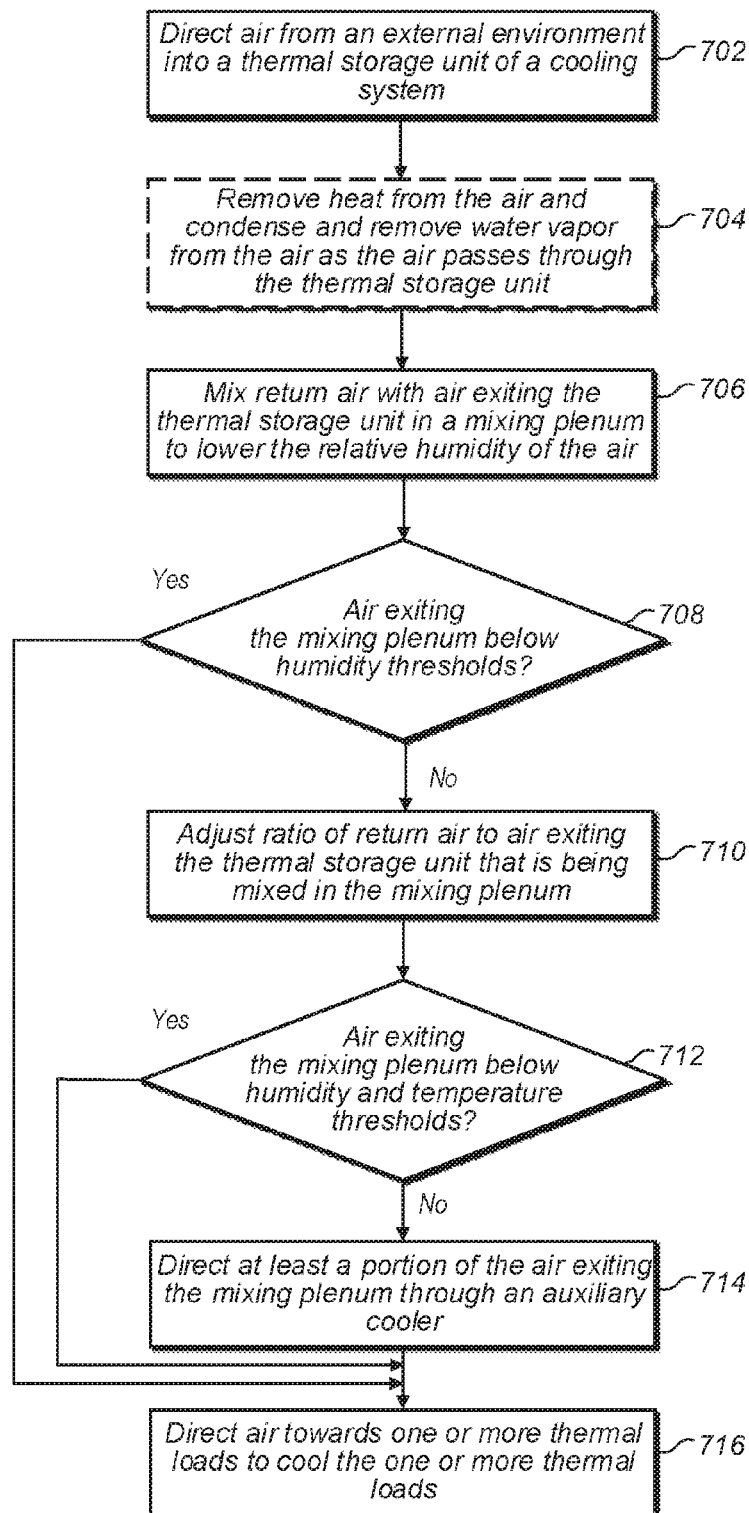 Direct air from an external environment
into a thermal storage unit of a cooling
system
702
Remove heat from the air and
condense and remove water vapor
from the air as the air passes through
the thermal storage unit
704
Mix return air with air exiting the
thermal storage unit in a mixing plenum
to lower the relative humidity of the air
706
Yes
Air exiting
the mixing plenum below
humidity thresholds?
708
No
Adjust ratio of return air to air exiting
the thermal storage unit that is being
mixed in the mixing plenum
710
Yes
Air exiting
the mixing plenum below
humidity and temperature
thresholds?
712
No
Direct at least a portion of the air exiting
the mixing plenum through an auxiliary
cooler
714
Direct air towards one or more thermal
loads to cool the one or more thermal
loads
716